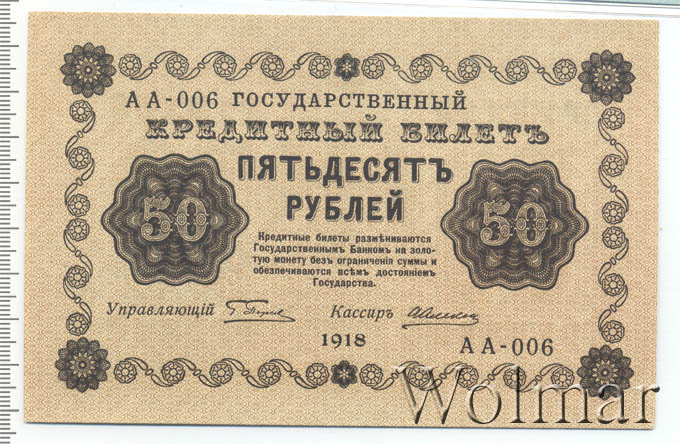 АА-006 ГОСУДАРСТВЕННЫЙ
КРЕДИТНЫЙ БИЛЕТЪ
ПЯТЬДЕСЯТЪ
РУБЛЕЙ
50
50
Кредитные билеты размѣниваются
Государственнымъ Банкомъ на золо-
тую монету безъ ограниченія суммы и
обезпечиваются всѣмъ достояніемъ
Государства.
Управляющій
Кассиръ
1918
АА-006
Wolmar